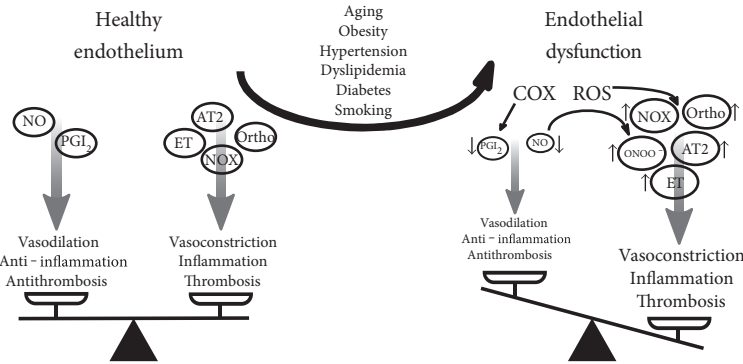 Healthy
endothelium
NO
PGI2
AT2
ET
Ortho
NOX
Vasodilation
Anti - inflammation
Antithrombosis
Vasoconstriction
Inflammation
Thrombosis
Aging
Obesity
Hypertension
Dyslipidemia
Diabetes
Smoking
Endothelial
dysfunction
COX
ROS
↓ PGI2
NO ↓
↑ NOX
Ortho ↑
↑ ONOO
AT2 ↑
↑ ET
Vasodilation
Anti - inflammation
Antithrombosis
Vasoconstriction
Inflammation
Thrombosis